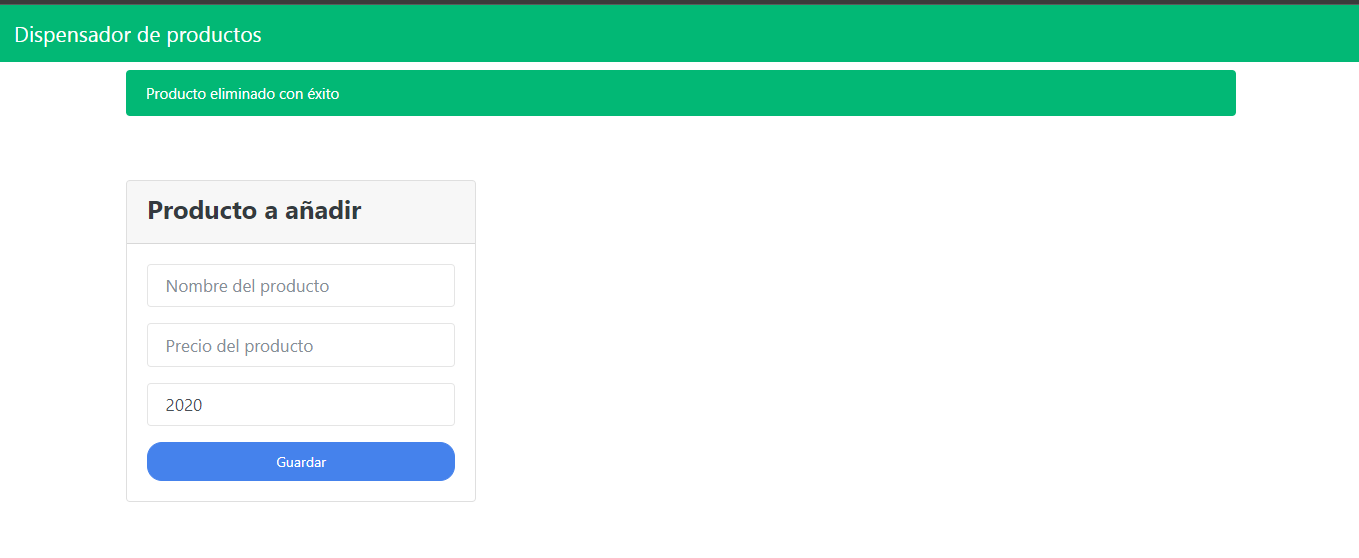 Dispensador de productos
Producto eliminado con éxito
Producto a añadir
Nombre del producto
Precio del producto
2020
Guardar